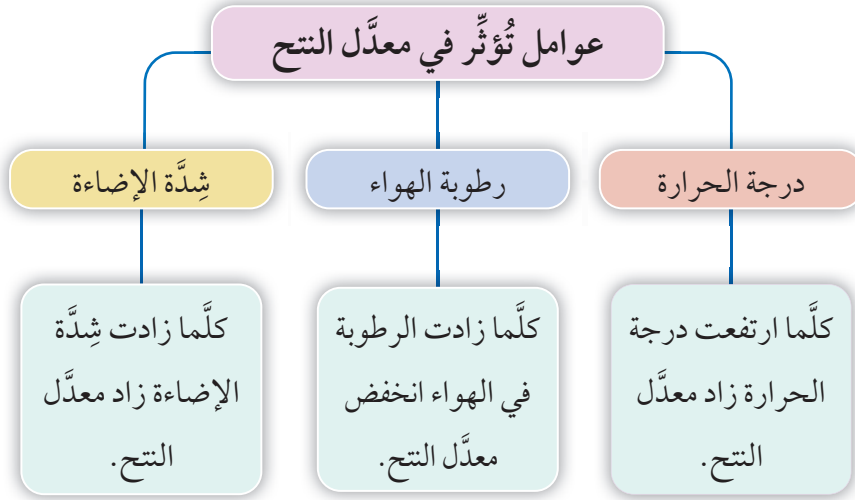 عوامل تُؤثِّر في معدَّل النتح
درجة الحرارة
رطوبة الهواء
شِدَّة الإضاءة
كلَّما ارتفعت درجة
الحرارة زاد معدَّل
النتح.
كلَّما زادت الرطوبة
في الهواء انخفض
معدَّل النتح.
كلَّما زادت شِدَّة
الإضاءة زاد معدَّل
النتح.